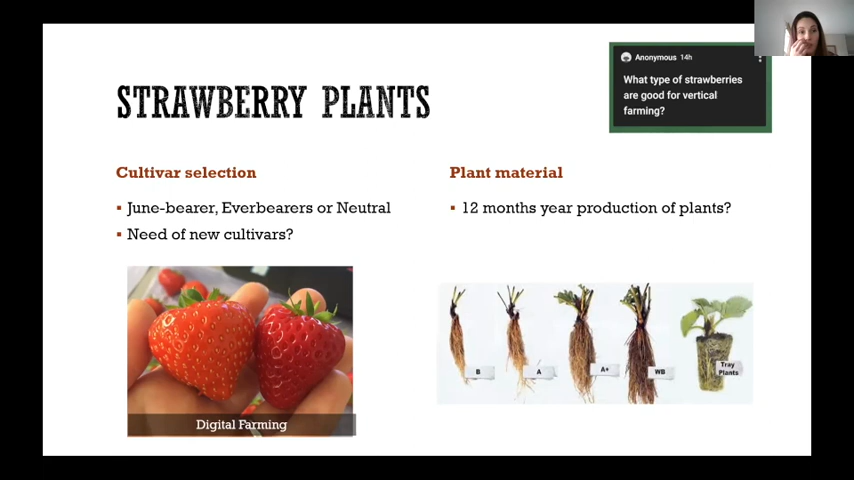 Anonymous 14h
What type of strawberries
are good for vertical
farming?
STRAWBERRY PLANTS
Cultivar selection
▪ June-bearer, Everbearers or Neutral
▪ Need of new cultivars?
Digital Farming
Plant material
▪ 12 months year production of plants?
B
A
A+
WB
Tray
Plants